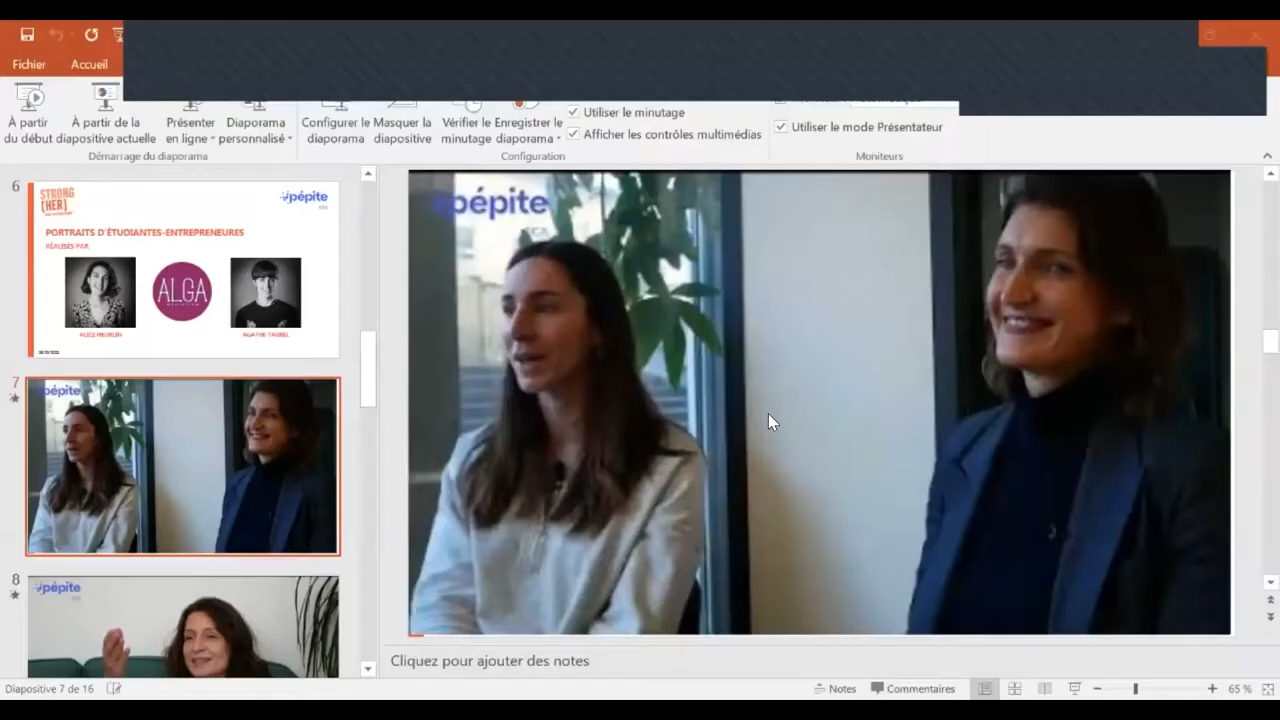 Fichier
Accueil
À partir du début
À partir de la diapositive actuelle
Présenter en ligne
Diaporama personnalisé
Configurer le diaporama
Masquer la diapositive
Vérifier le minutage
Enregistrer le diaporama
Utiliser le minutage
Afficher les contrôles multimédias
Utiliser le mode Présentateur
Démarrage du diaporama
Configuration
Moniteurs
6
STRONG
[HER]
pépite
PORTRAITS D'ÉTUDIANTES-ENTREPRENEURES
RÉALISES PAR
ALGA
ALICE MEURLIN
7
pépite
8
pépite
pépite
Cliquez pour ajouter des notes
Diapositive 7 de 16
Notes
Commentaires
65 %